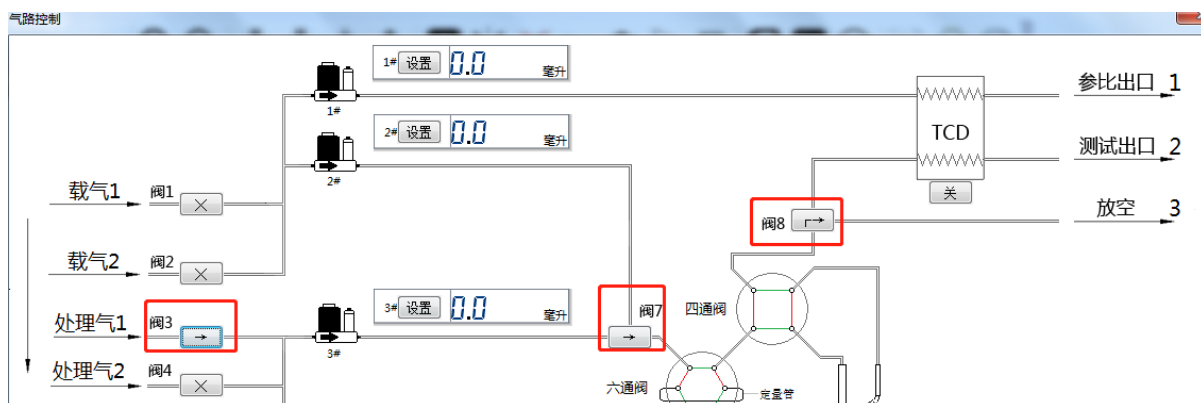 气路控制
1# 设置 0.0 毫升
1#
参比出口 1
TCD
2# 设置 0.0 毫升
2#
测试出口 2
关
载气1 阀1
阀8
放空 3
载气2 阀2
3# 设置 0.0 毫升
阀7
四通阀
处理气1 阀3
3#
处理气2 阀4
六通阀
定量管